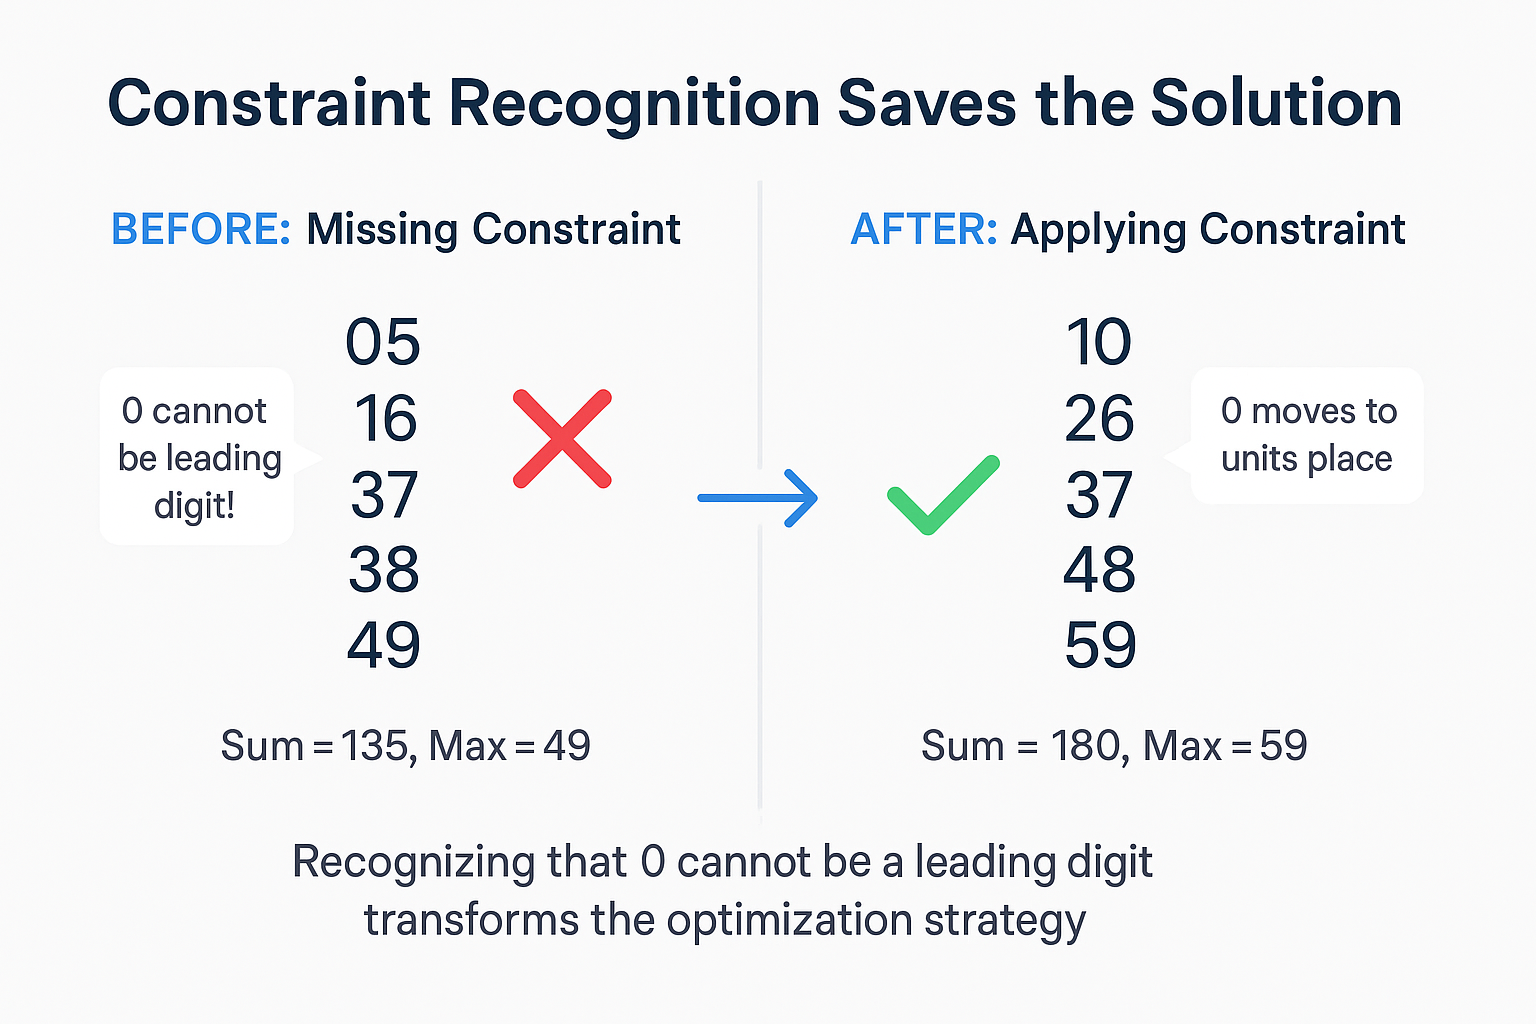 Constraint Recognition Saves the Solution
BEFORE: Missing Constraint
05
16
37
38
49
0 cannot
be leading
digit!
Sum = 135, Max = 49
AFTER: Applying Constraint
10
26
37
48
59
0 moves to
units place
Sum = 180, Max = 59
Recognizing that 0 cannot be a leading digit
transforms the optimization strategy